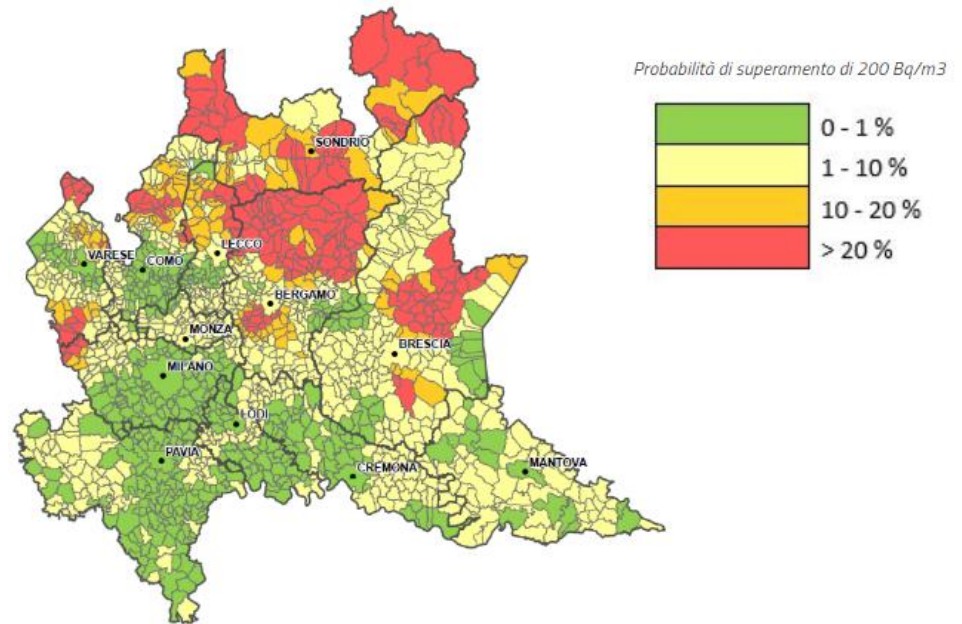 Probabilità di superamento di 200 Bq/m3
0 - 1 %
1 - 10 %
10 - 20 %
> 20 %
SONDRIO
LECCO
VARESE
COMO
BERGAMO
MONZA
BRESCIA
MILANO
LODI
PAVIA
CREMONA
MANTOVA